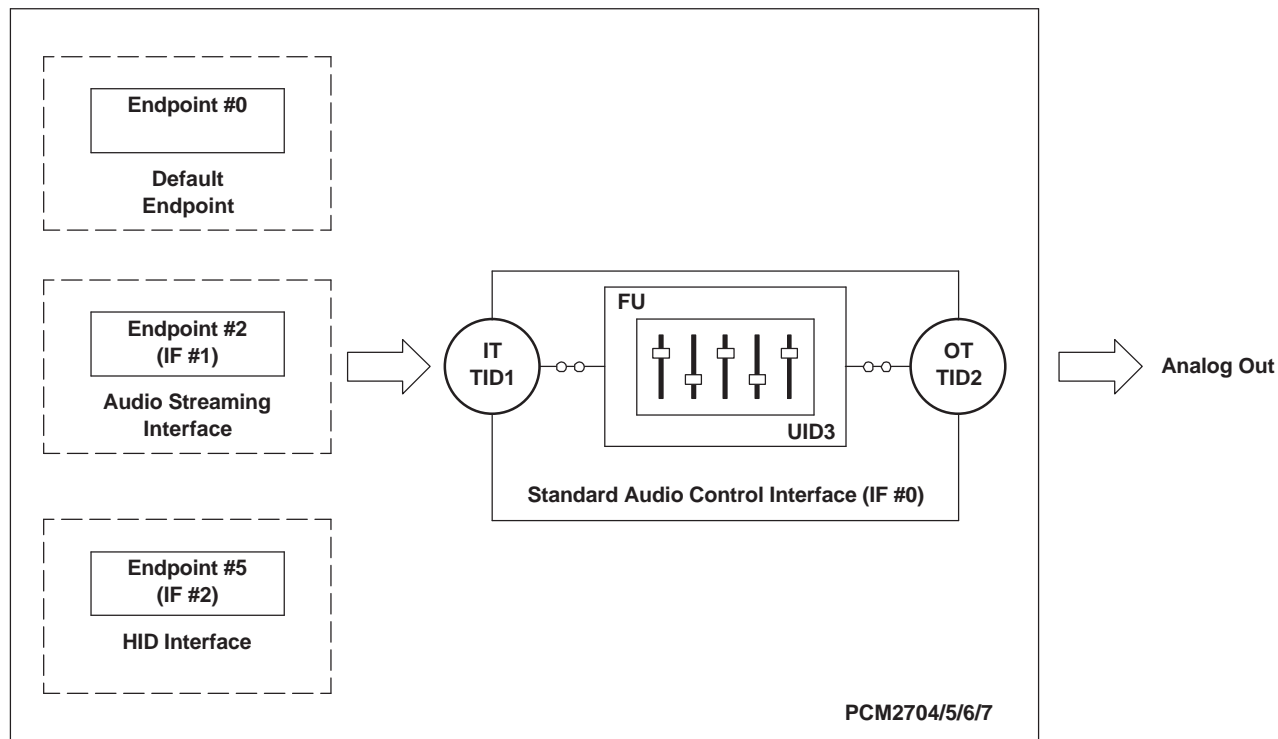 Endpoint #0
Default
Endpoint
Endpoint #2
(IF #1)
Audio Streaming
Interface
Endpoint #5
(IF #2)
HID Interface
IT
TID1
FU
UID3
OT
TID2
Standard Audio Control Interface (IF #0)
Analog Out
PCM2704/5/6/7